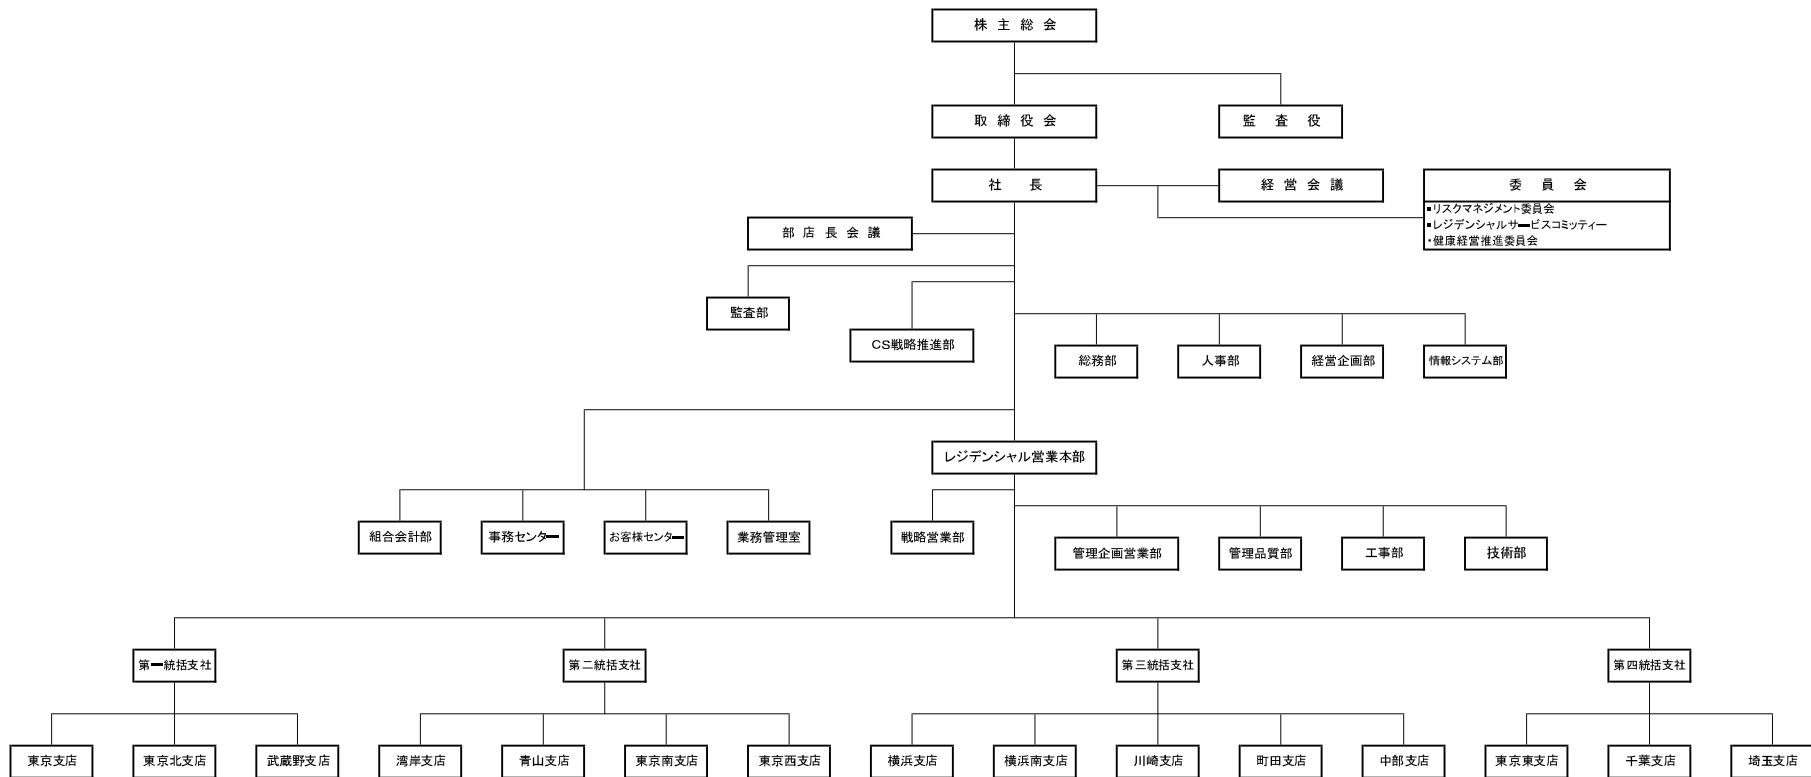 株主総会
取締役会
監査役
社長
経営会議
委員会
▪リスクマネジメント委員会
▪レジデンシャルサービスコミッティー
・健康経営推進委員会
部店長会議
監査部
CS戦略推進部
総務部
人事部
経営企画部
情報システム部
レジデンシャル営業本部
組合会計部
事務センター
お客様センター
業務管理室
戦略営業部
管理企画営業部
管理品質部
工事部
技術部
第一統括支社
第二統括支社
第三統括支社
第四統括支社
東京支店
東京北支店
武蔵野支店
湾岸支店
青山支店
東京南支店
東京西支店
横浜支店
横浜南支店
川崎支店
町田支店
中部支店
東京東支店
千葉支店
埼玉支店